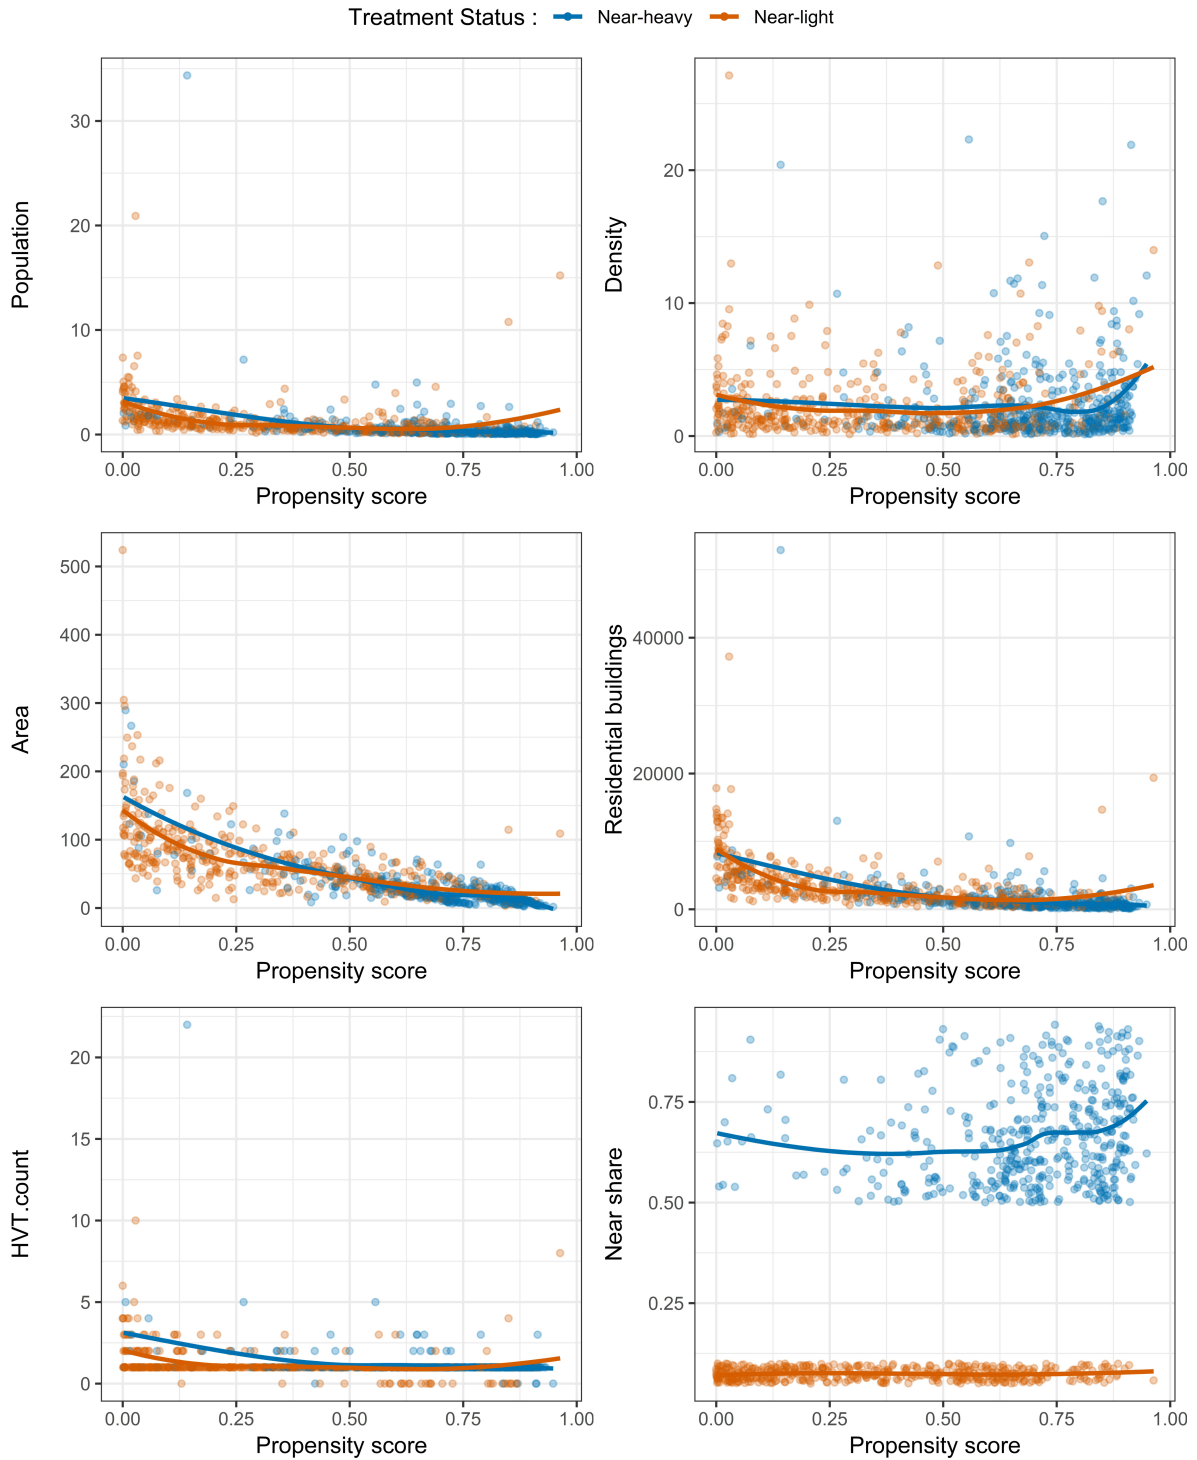 Treatment Status : Near-heavy Near-light
Population
30
20
10
0
0.00 0.25 0.50 0.75 1.00
Propensity score
Density
20
10
0
0.00 0.25 0.50 0.75 1.00
Propensity score
Area
500
400
300
200
100
0
0.00 0.25 0.50 0.75 1.00
Propensity score
Residential buildings
40000
20000
0
0.00 0.25 0.50 0.75 1.00
Propensity score
HVT.count
20
15
10
5
0
0.00 0.25 0.50 0.75 1.00
Propensity score
Near share
0.75
0.50
0.25
0.00 0.25 0.50 0.75 1.00
Propensity score